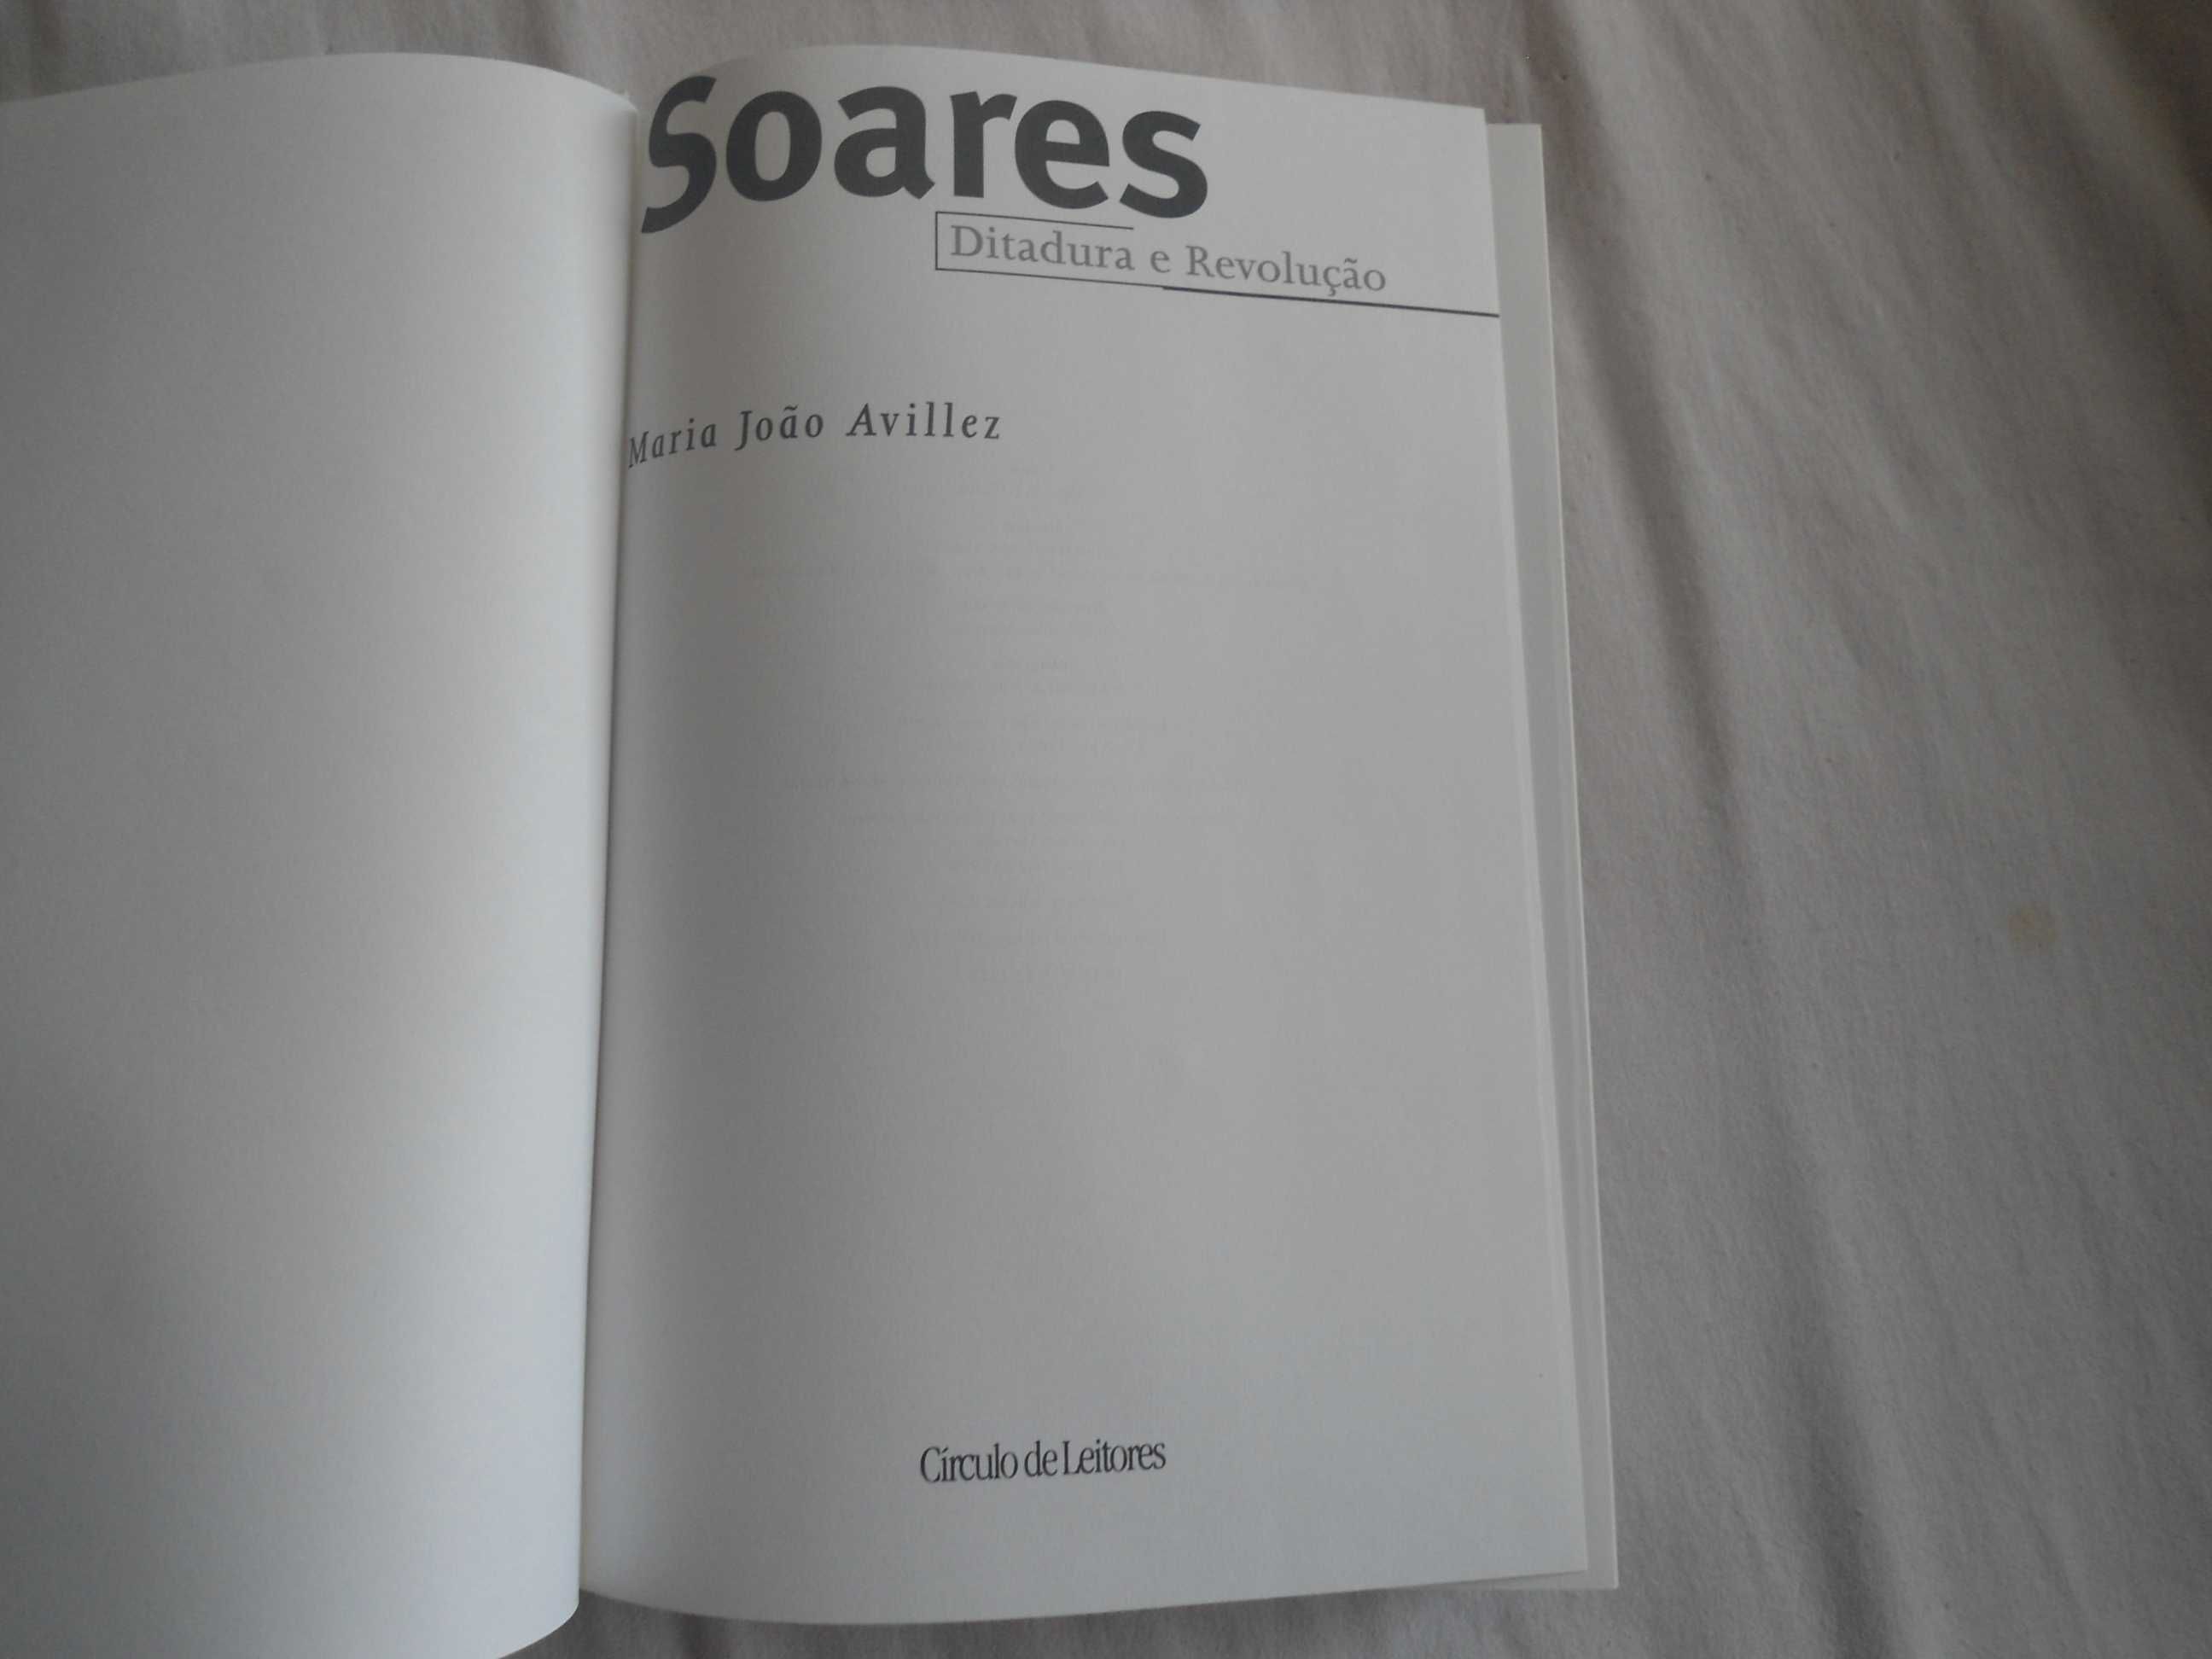 Soares
Ditadura e Revolução
Maria João Avillez
Círculo de Leitores